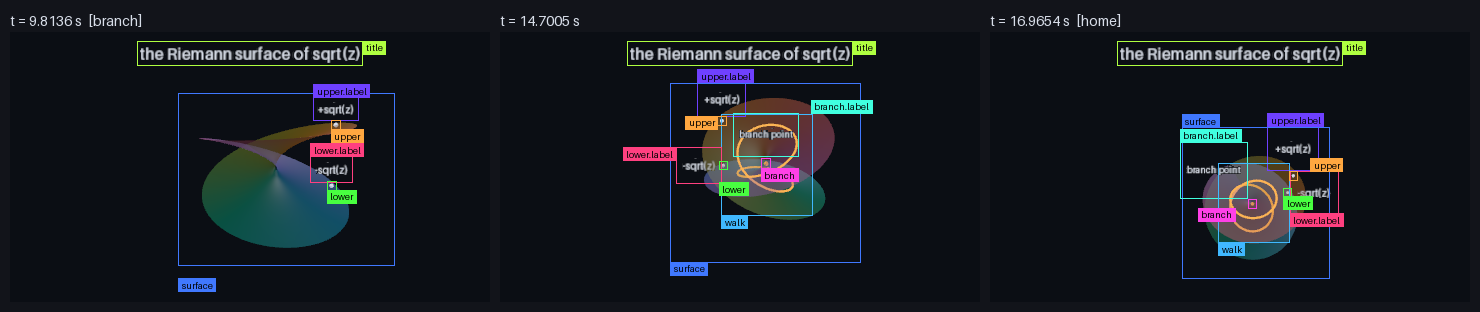 t = 9.8136 s [branch]
the Riemann surface of sqrt(z)
title
upper.label
+sqrt(z)
upper
lower.label
-sqrt(z)
lower
surface
t = 14.7005 s
the Riemann surface of sqrt(z)
title
upper.label
+sqrt(z)
branch.label
upper
branch point
lower.label
-sqrt(z)
branch
lower
walk
surface
t = 16.9654 s [home]
the Riemann surface of sqrt(z)
title
surface
upper.label
branch.label
+sqrt(z)
branch point
upper
-sqrt(z)
lower
branch
lower.label
walk